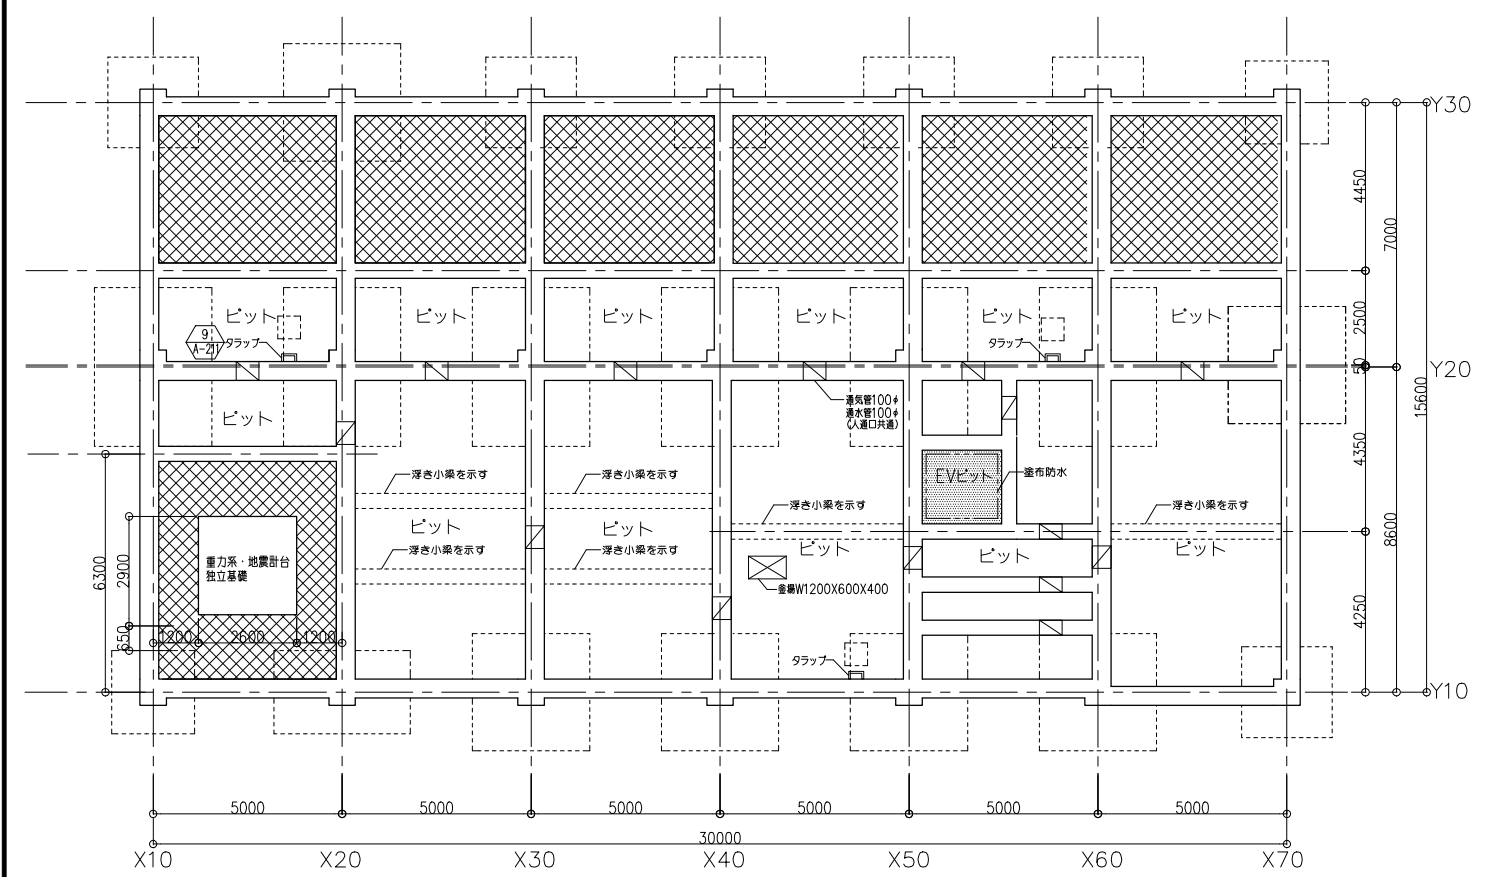 Y30
4450
7000
ピット
ピット
ピット
ピット
ピット
ピット
2500
9
A-211
タラップ
タラップ
50
Y20
15600
通気管100φ
通水管100φ
(人通口共通)
ピット
4350
浮き小梁を示す
浮き小梁を示す
EVピット
塗布防水
浮き小梁を示す
浮き小梁を示す
ピット
ピット
8600
浮き小梁を示す
浮き小梁を示す
ピット
ピット
ピット
重力系・地震計台
独立基礎
6300
2900
釜場W1200X600X400
4250
650
1200
2600
1200
タラップ
Y10
5000
5000
5000
5000
5000
5000
30000
X10
X20
X30
X40
X50
X60
X70